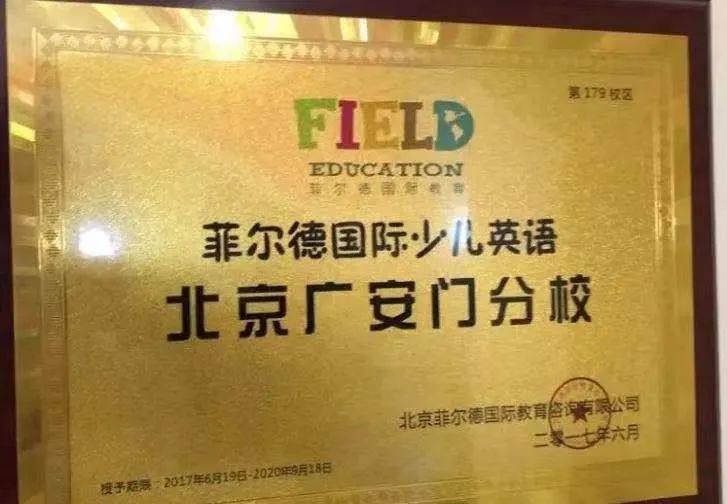 第179校区
FIELD
EDUCATION
菲尔德国际教育
菲尔德国际·少儿英语
北京广安门分校
北京菲尔德国际教育咨询有限公司
二零一七年六月
授予期限：2017年6月19日-2020年9月18日